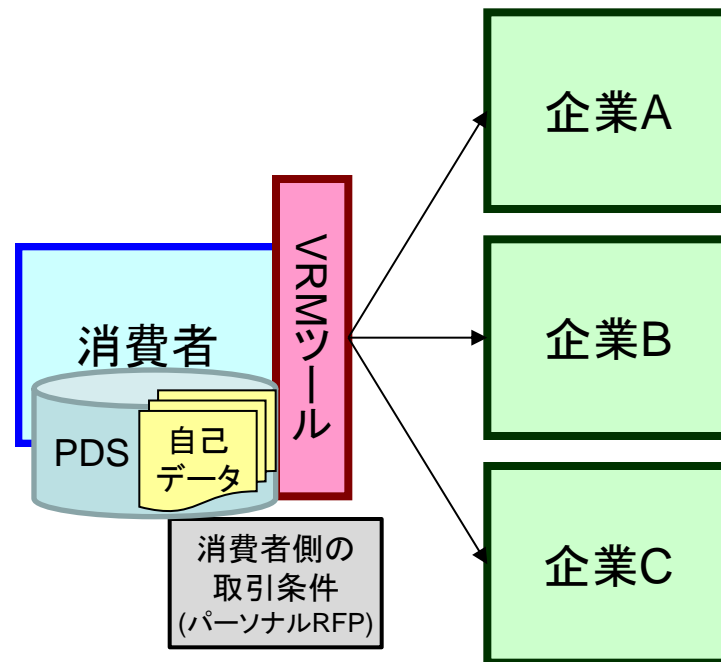 企業A
VRMツール
消費者
企業B
PDS
自己
データ
消費者側の
取引条件
(パーソナルRFP)
企業C